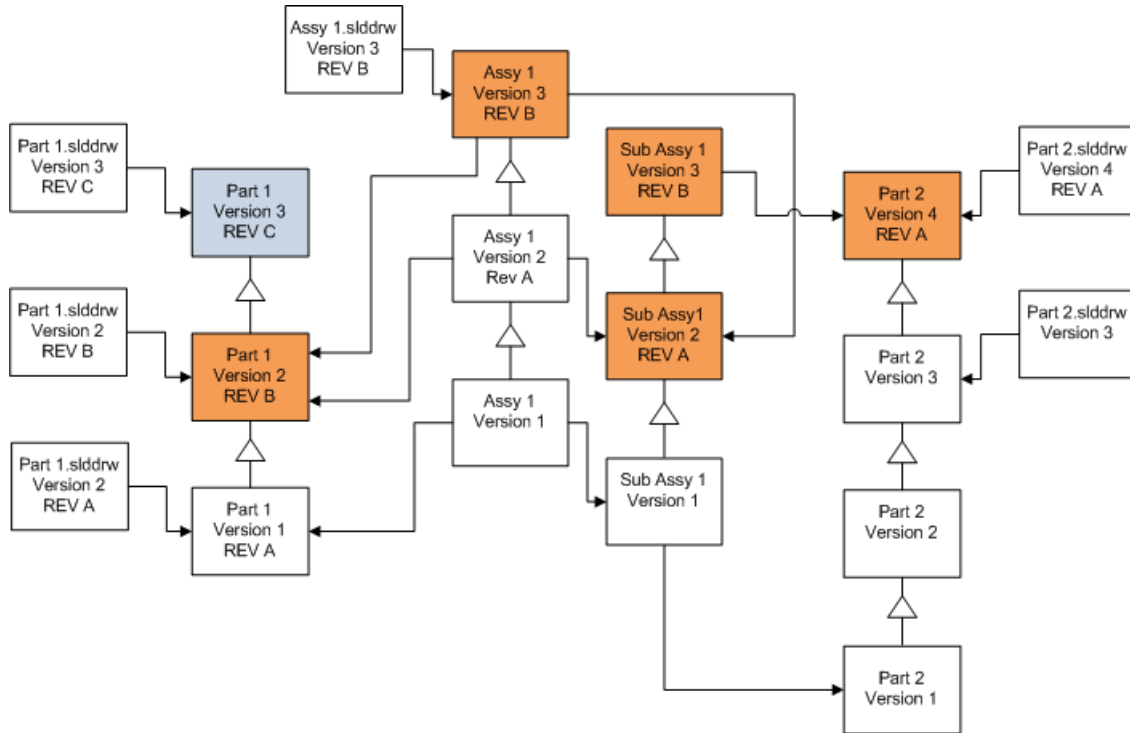 Assy 1.slddrw
Version 3
REV B
Assy 1
Version 3
REV B
Part 1.slddrw
Version 3
REV C
Part 1
Version 3
REV C
Sub Assy 1
Version 3
REV B
Part 2
Version 4
REV A
Part 2.slddrw
Version 4
REV A
Assy 1
Version 2
Rev A
Part 1.slddrw
Version 2
REV B
Part 1
Version 2
REV B
Sub Assy1
Version 2
REV A
Part 2
Version 3
Part 2.slddrw
Version 3
Assy 1
Version 1
Part 1.slddrw
Version 2
REV A
Part 1
Version 1
REV A
Sub Assy 1
Version 1
Part 2
Version 2
Part 2
Version 1